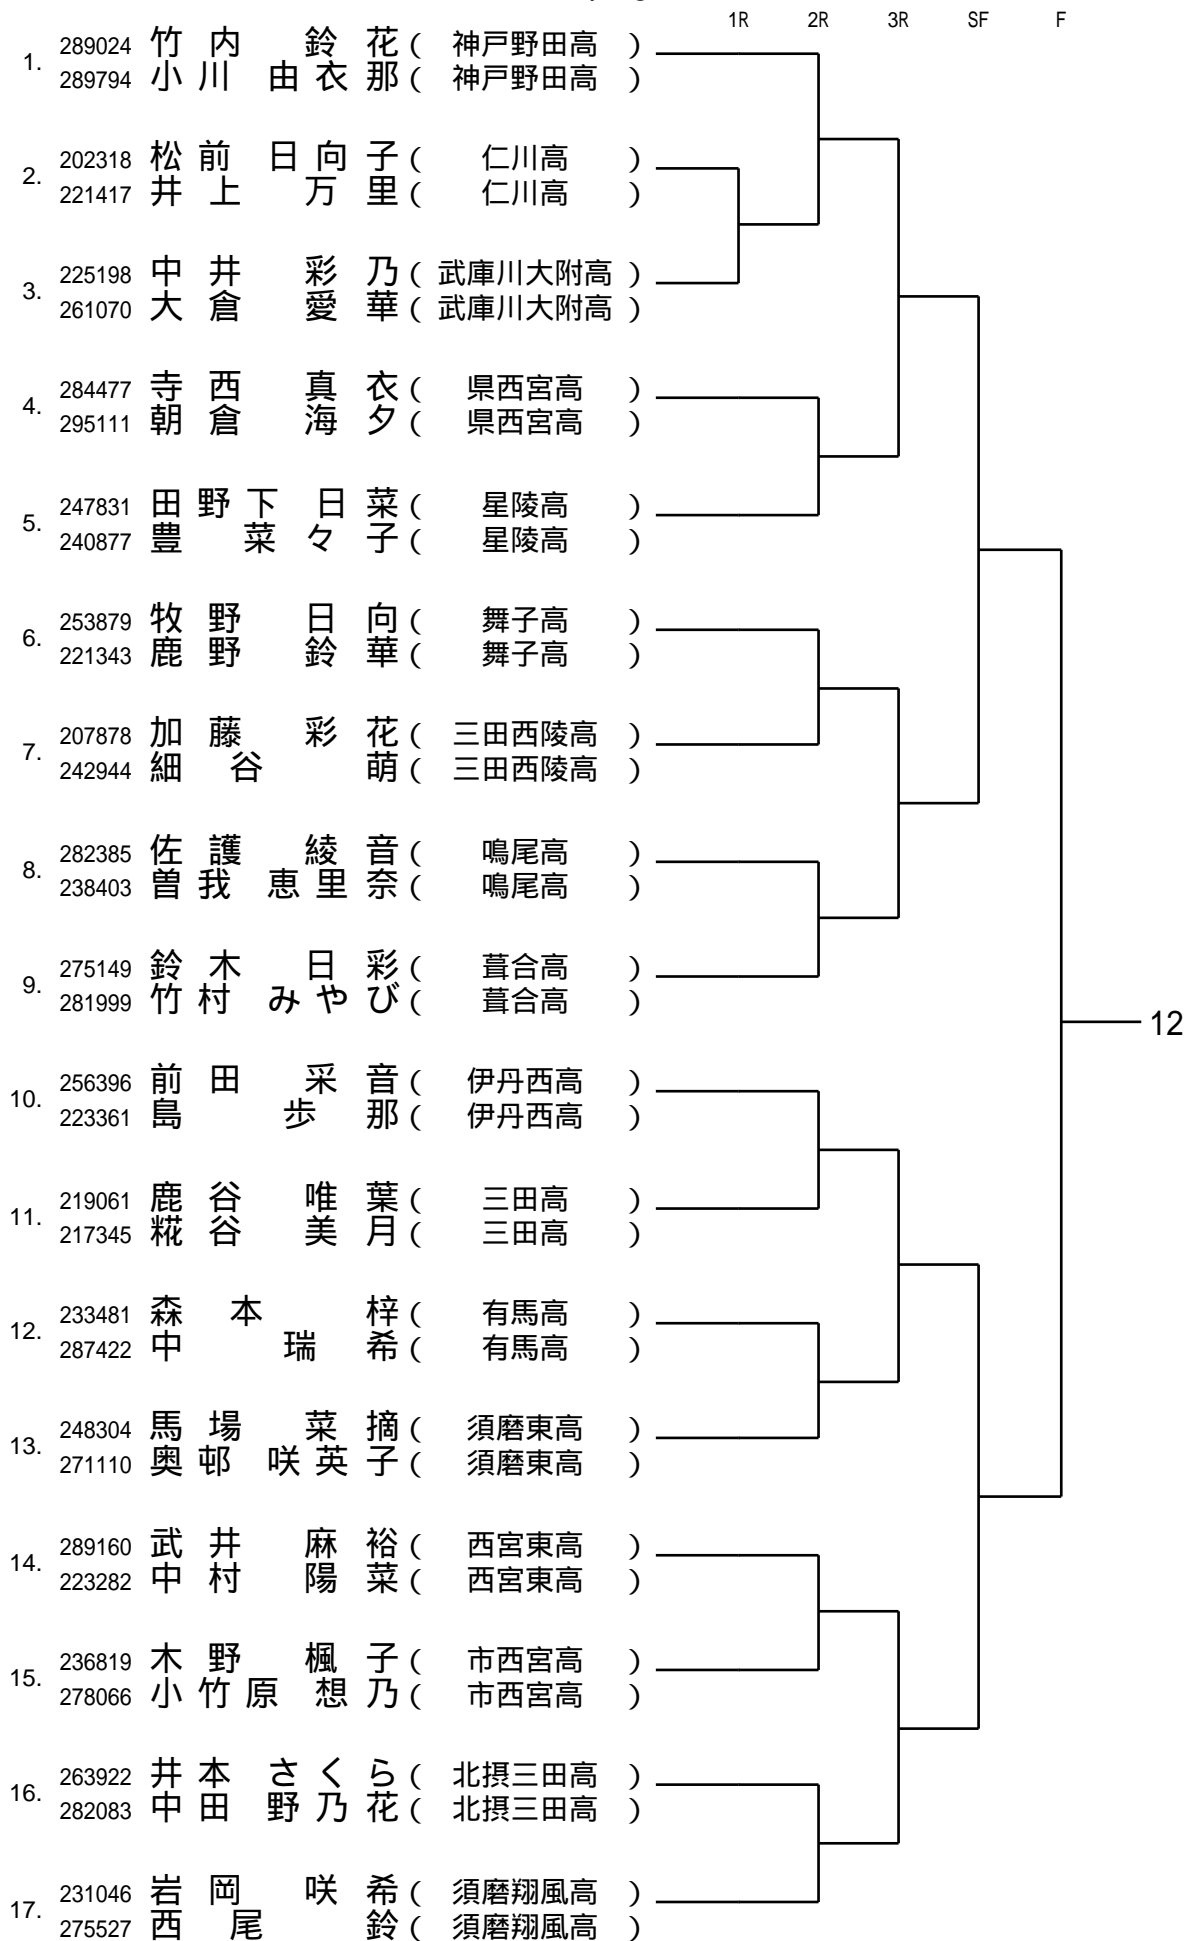 1R 2R 3R SF F
1. 289024 竹内 鈴花 ( 神戸野田高 )
289794 小川 由衣那 ( 神戸野田高 )
2. 202318 松前 日向子 ( 仁川高 )
221417 井上 万里 ( 仁川高 )
3. 225198 中井 彩乃 ( 武庫川大附高 )
261070 大倉 愛華 ( 武庫川大附高 )
4. 284477 寺西 真衣 ( 県西宮高 )
295111 朝倉 海夕 ( 県西宮高 )
5. 247831 田野下 日菜 ( 星陵高 )
240877 豊 菜々子 ( 星陵高 )
6. 253879 牧野 日向 ( 舞子高 )
221343 鹿野 鈴華 ( 舞子高 )
7. 207878 加藤 彩花 ( 三田西陵高 )
242944 細谷 萌 ( 三田西陵高 )
8. 282385 佐護 綾音 ( 鳴尾高 )
238403 曽我 恵里奈 ( 鳴尾高 )
9. 275149 鈴木 日彩 ( 葺合高 )
281999 竹村 みやび ( 葺合高 )
12
10. 256396 前田 采音 ( 伊丹西高 )
223361 島 歩那 ( 伊丹西高 )
11. 219061 鹿谷 唯葉 ( 三田高 )
217345 糀谷 美月 ( 三田高 )
12. 233481 森本 梓 ( 有馬高 )
287422 中 瑞希 ( 有馬高 )
13. 248304 馬場 菜摘 ( 須磨東高 )
271110 奥邨 咲英子 ( 須磨東高 )
14. 289160 武井 麻裕 ( 西宮東高 )
223282 中村 陽菜 ( 西宮東高 )
15. 236819 木野 楓子 ( 市西宮高 )
278066 小竹原 想乃 ( 市西宮高 )
16. 263922 井本 さくら ( 北摂三田高 )
282083 中田 野乃花 ( 北摂三田高 )
17. 231046 岩岡 咲希 ( 須磨翔風高 )
275527 西尾 鈴 ( 須磨翔風高 )